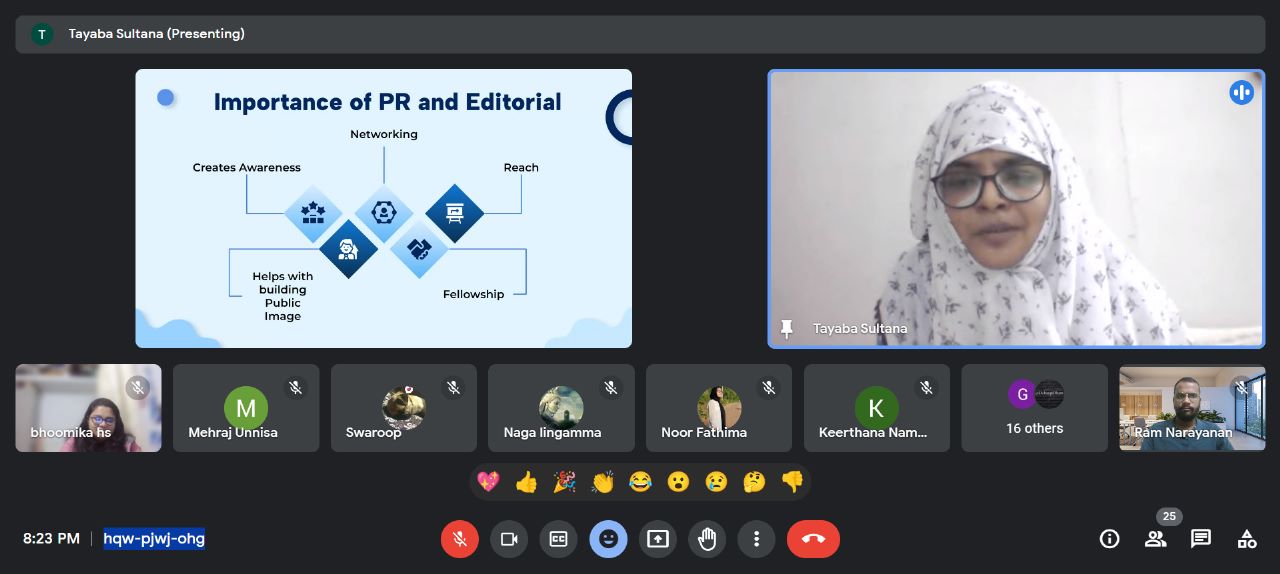 T Tayaba Sultana (Presenting)
Importance of PR and Editorial
Networking
Creates Awareness
Reach
Helps with
building
Public
Image
Fellowship
Tayaba Sultana
bhoomika hs
M
Mehraj Unnisa
Swaroop
Naga lingamma
Noor Fathima
K
Keerthana Nam...
G
16 others
Ram Narayanan
8:23 PM | hqw-pjwj-ohg
CC
25